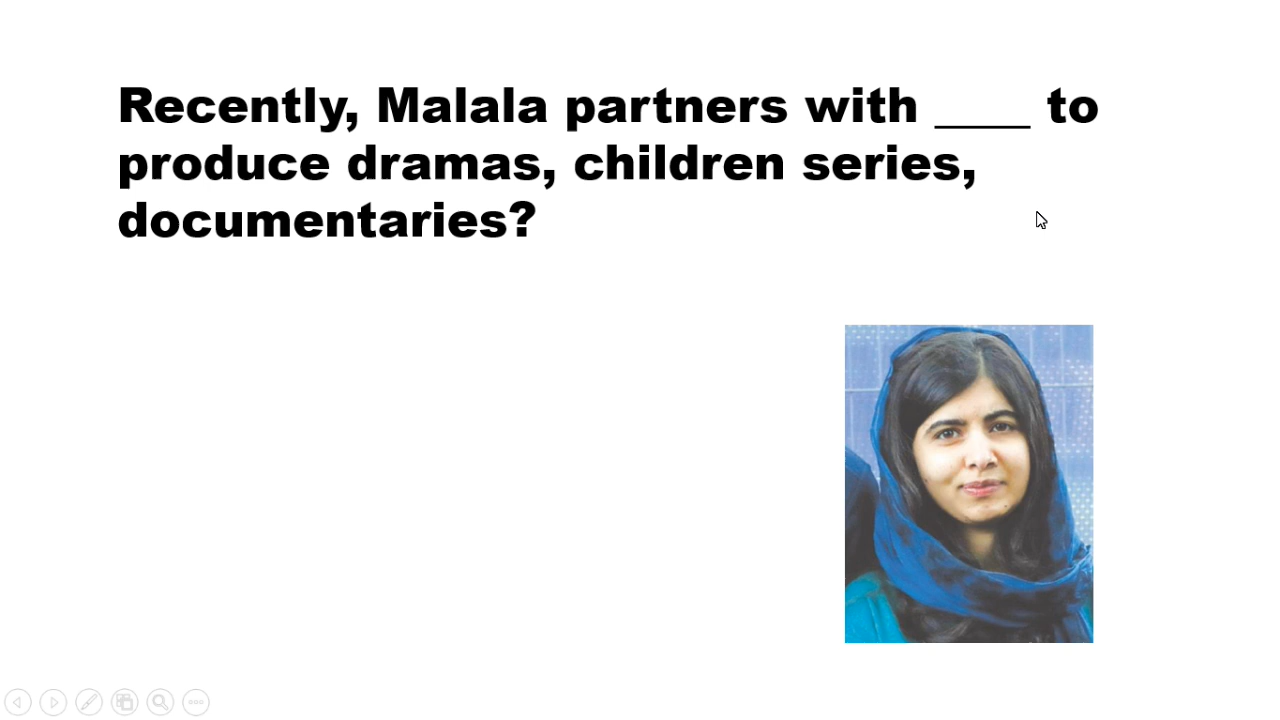 Recently, Malala partners with ____ to
produce dramas, children series,
documentaries?